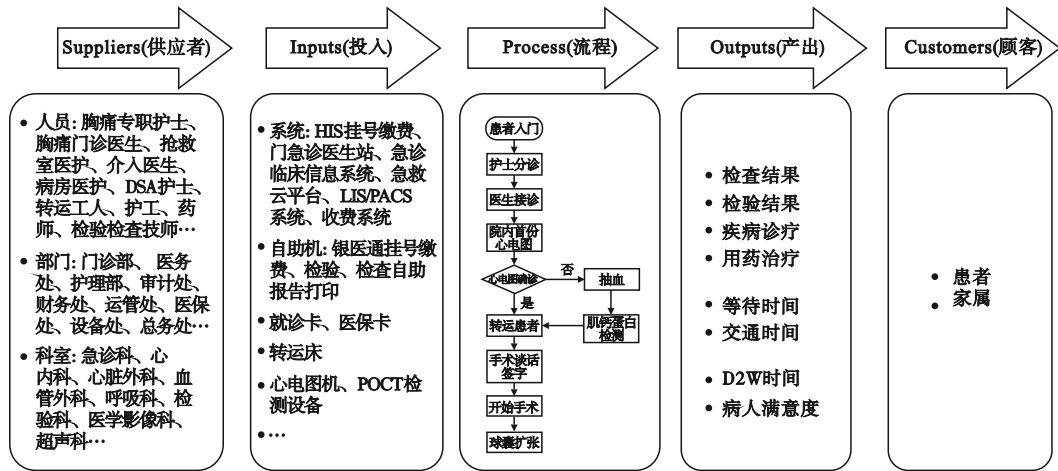 Suppliers(供应者)
Inputs(投入)
Process(流程)
Outputs(产出)
Customers(顾客)
• 人员: 胸痛专职护士、
胸痛门诊医生、抢救
室医护、介入医生、
病房医护、DSA护士、
转运工人、护工、药
师、检验检查技师…
• 部门: 门诊部、医务
处、护理部、审计处、
财务处、运管处、医保
处、设备处、总务处…
• 科室: 急诊科、心
内科、心脏外科、血
管外科、呼吸科、检
验科、医学影像科、
超声科…
• 系统: HIS挂号缴费、
门急诊医生站、急诊
临床信息系统、急救
云平台、LIS/PACS
系统、收费系统
• 自助机: 银医通挂号缴
费、检验、检查自助
报告打印
• 就诊卡、医保卡
• 转运床
• 心电图机、POCT检
测设备
• …
患者入门
护士分诊
医生接诊
院内首份
心电图
心电图确诊
否
抽血
是
肌钙蛋白
检测
转运患者
手术谈话
签字
开始手术
球囊扩张
• 检查结果
• 检验结果
• 疾病诊疗
• 用药治疗
• 等待时间
• 交通时间
• D2W时间
• 病人满意度
• 患者
• 家属